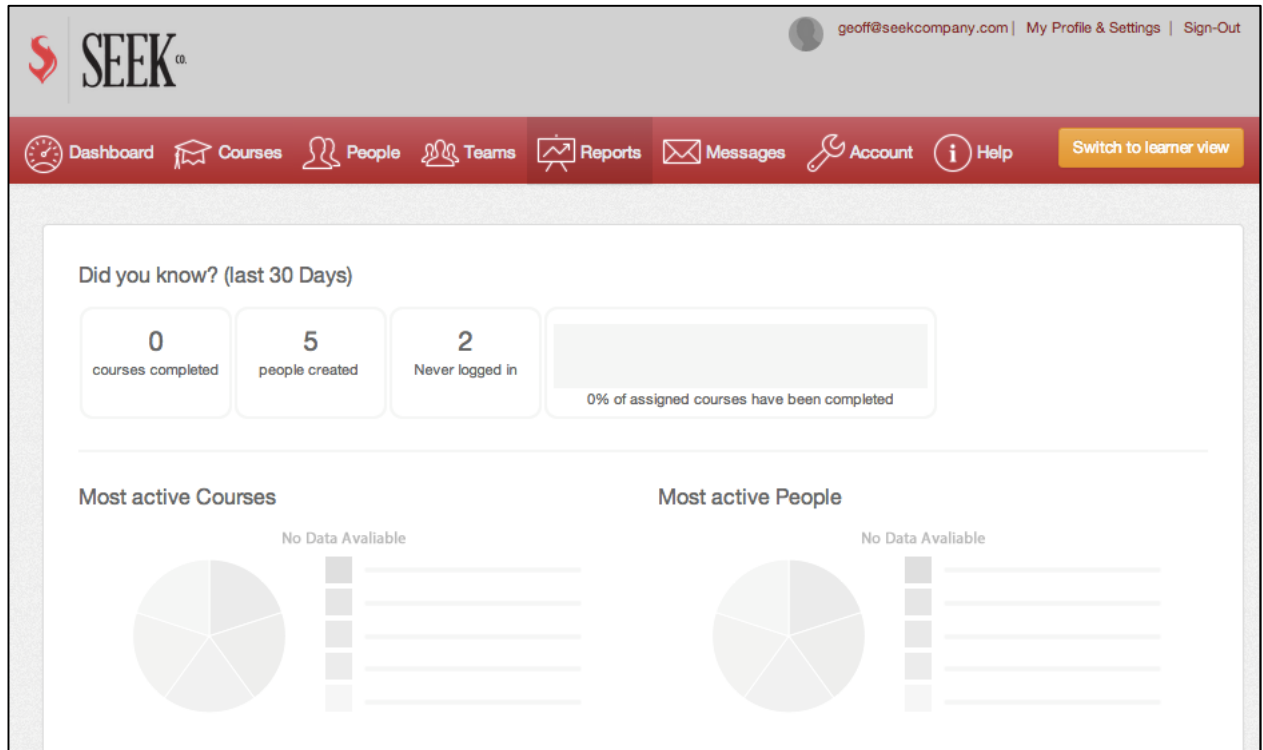 SEEK CO.
geoff@seekcompany.com | My Profile & Settings | Sign-Out
Dashboard Courses People Teams Reports Messages Account i Help Switch to learner view
Did you know? (last 30 Days)
0 5 2
courses completed people created Never logged in
0% of assigned courses have been completed
Most active Courses Most active People
No Data Avaliable No Data Avaliable